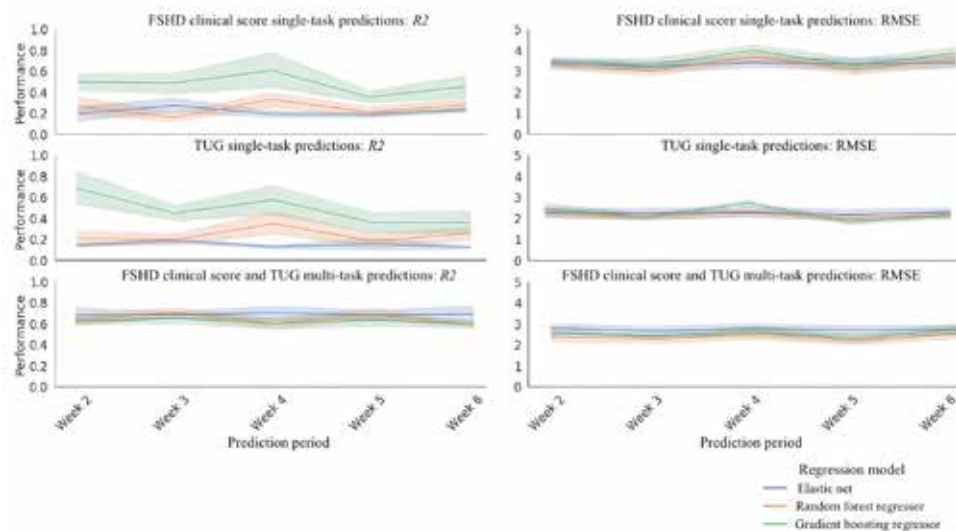 FSHD clinical score single-task predictions: R2
FSHD clinical score single-task predictions: RMSE
Performance
1.0
0.8
0.6
0.4
0.2
0.0
5
4
3
2
1
0
TUG single-task predictions: R2
TUG single-task predictions: RMSE
Performance
1.0
0.8
0.6
0.4
0.2
0.0
5
4
3
2
1
0
FSHD clinical score and TUG multi-task predictions: R2
FSHD clinical score and TUG multi-task predictions: RMSE
Performance
1.0
0.8
0.6
0.4
0.2
0.0
5
4
3
2
1
0
Week 2
Week 3
Week 4
Week 5
Week 6
Week 2
Week 3
Week 4
Week 5
Week 6
Prediction period
Prediction period
Regression model
Elastic net
Random forest regressor
Gradient boosting regressor